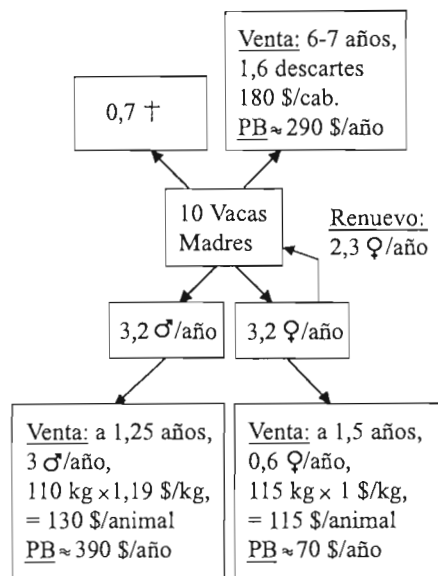 0,7 †
Venta: 6-7 años,
1,6 descartes
180 $/cab.
PB≈290 $/año
10 Vacas
Madres
Renuevo:
2,3 ♀/año
3,2 ♂/año
3,2 ♀/año
Venta: a 1,25 años,
3 ♂/año,
110 kg×1,19 $/kg,
= 130 $/animal
PB≈390 $/año
Venta: a 1,5 años,
0,6 ♀/año,
115 kg × 1 $/kg,
= 115 $/animal
PB≈70 $/año